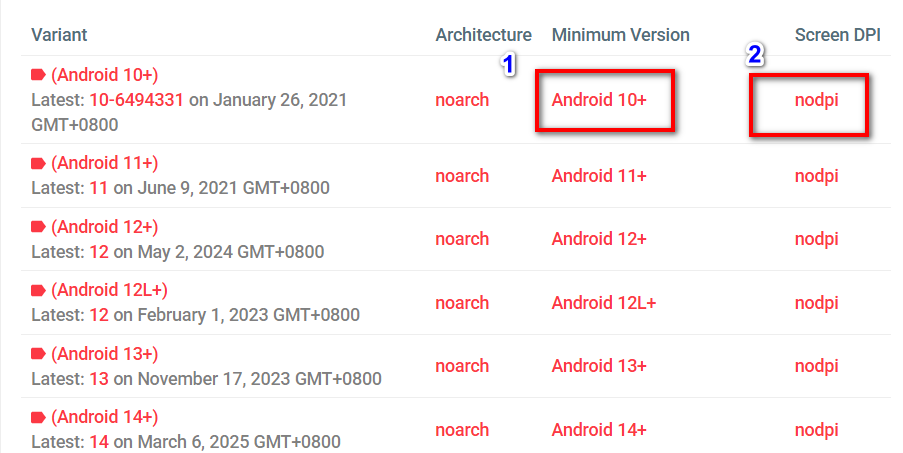 Variant Architecture Minimum Version Screen DPI
1 2
(Android 10+)
Latest: 10-6494331 on January 26, 2021 noarch Android 10+ nodpi
GMT+0800
(Android 11+)
Latest: 11 on June 9, 2021 GMT+0800 noarch Android 11+ nodpi
(Android 12+)
Latest: 12 on May 2, 2024 GMT+0800 noarch Android 12+ nodpi
(Android 12L+)
Latest: 12 on February 1, 2023 GMT+0800 noarch Android 12L+ nodpi
(Android 13+)
Latest: 13 on November 17, 2023 GMT+0800 noarch Android 13+ nodpi
(Android 14+)
Latest: 14 on March 6, 2025 GMT+0800 noarch Android 14+ nodpi